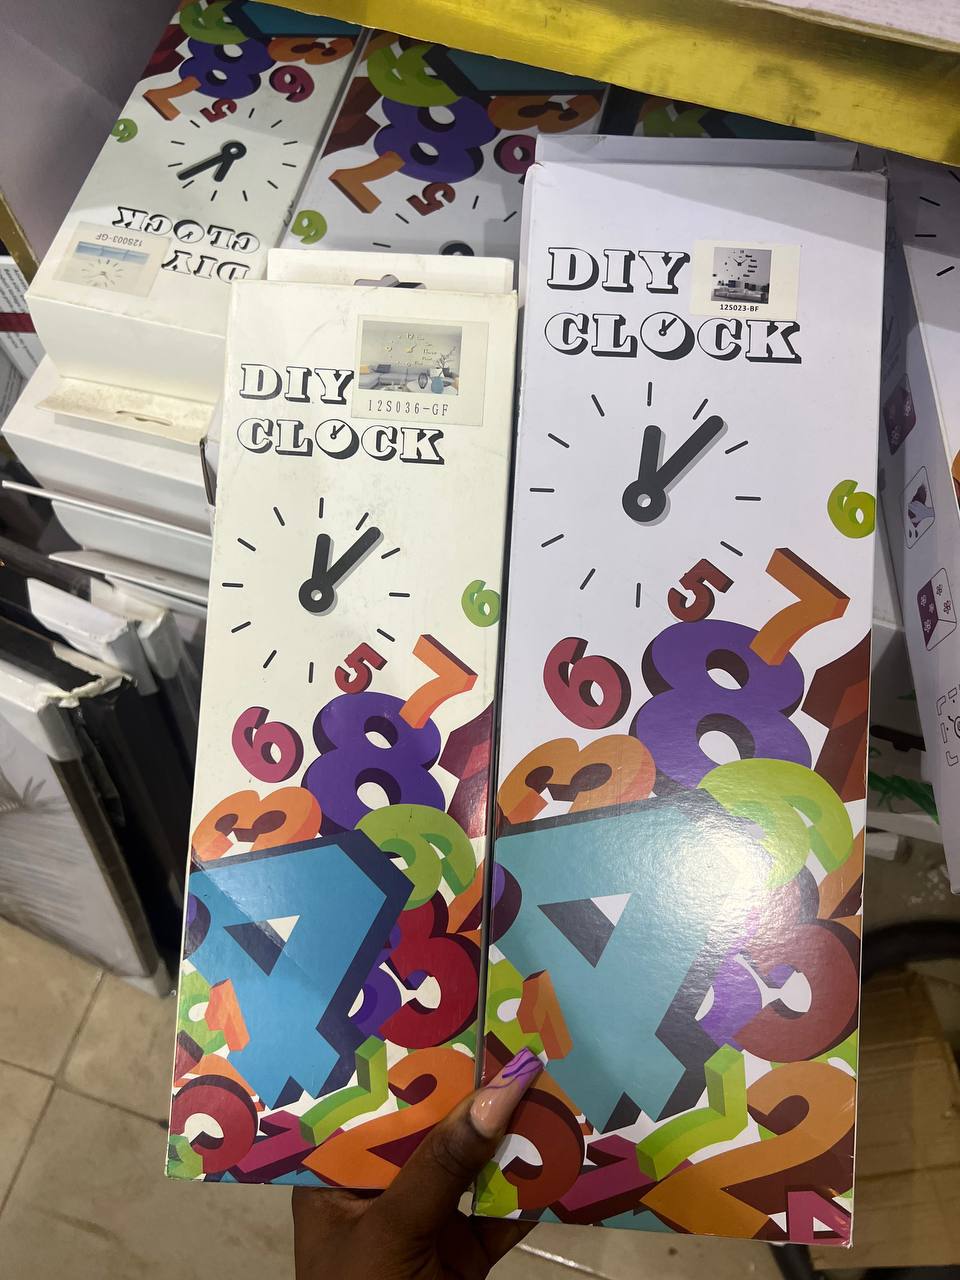 DIY
CLOCK
12S036-GF
DIY
CLOCK
12S023-BF
DIY
CLOCK
12S003-GF